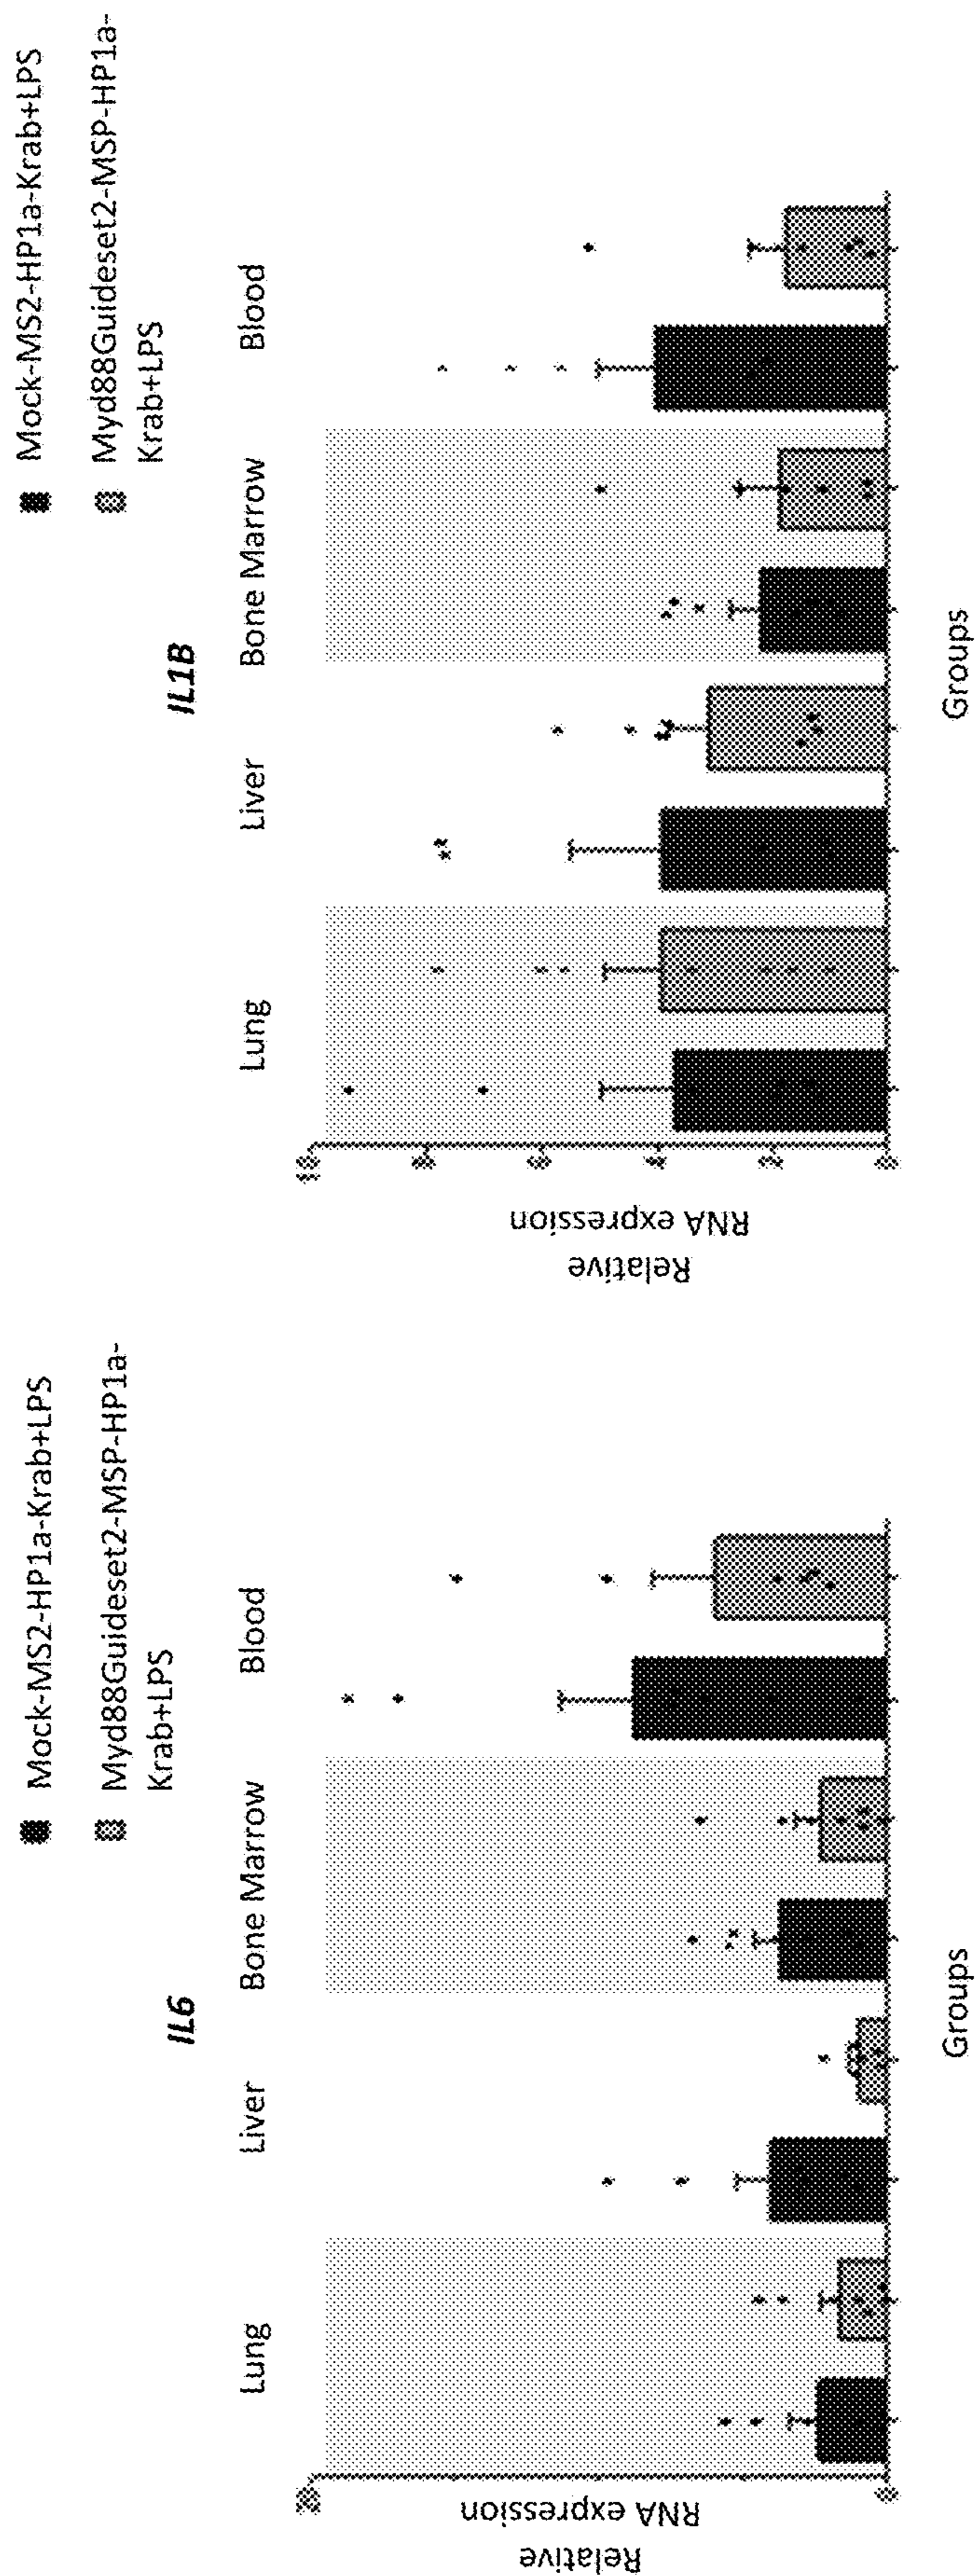 Mock-MS2-HP1a-Krab+LPS
Myd88Guideset2-MSP-HP1a-
Krab+LPS
IL6
Lung
Liver
Bone Marrow
Blood
Relative
RNA expression
Groups
Mock-MS2-HP1a-Krab+LPS
Myd88Guideset2-MSP-HP1a-
Krab+LPS
IL1B
Lung
Liver
Bone Marrow
Blood
Relative
RNA expression
Groups